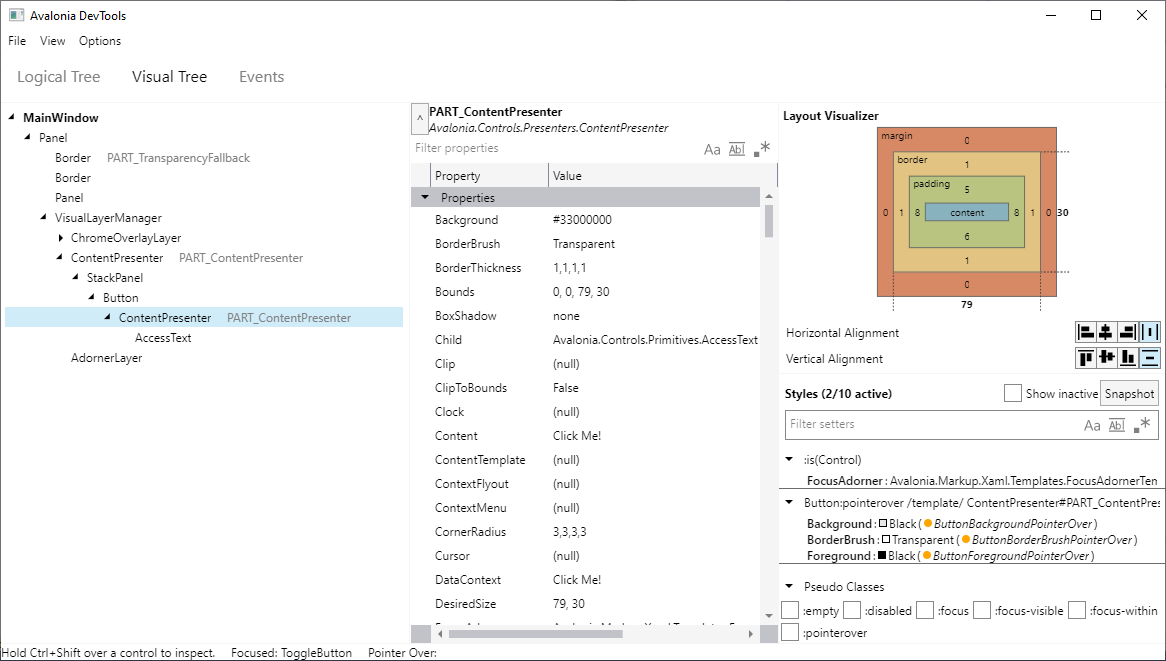 Avalonia DevTools
File View Options
Logical Tree Visual Tree Events
MainWindow
Panel
Border PART_TransparencyFallback
Border
Panel
VisualLayerManager
ChromeOverlayLayer
ContentPresenter PART_ContentPresenter
StackPanel
Button
ContentPresenter PART_ContentPresenter
AccessText
AdornerLayer
^
PART_ContentPresenter
Avalonia.Controls.Presenters.ContentPresenter
Filter properties Aa Abl .*
Property Value
Properties
Background #33000000
BorderBrush Transparent
BorderThickness 1,1,1,1
Bounds 0, 0, 79, 30
BoxShadow none
Child Avalonia.Controls.Primitives.AccessText
Clip (null)
ClipToBounds False
Clock (null)
Content Click Me!
ContentTemplate (null)
ContextFlyout (null)
ContextMenu (null)
CornerRadius 3,3,3,3
Cursor (null)
DataContext Click Me!
DesiredSize 79, 30
Layout Visualizer
margin 0
border 1
padding 5
0 1 8 content 8 1 0 30
6
1
0
79
Horizontal Alignment
Vertical Alignment
Styles (2/10 active) Show inactive Snapshot
Filter setters Aa Abl .*
:is(Control)
FocusAdorner : Avalonia.Markup.Xaml.Templates.FocusAdornerTem
Button:pointerover /template/ ContentPresenter#PART_ContentPres
Background : Black ( ButtonBackgroundPointerOver )
BorderBrush : Transparent ( ButtonBorderBrushPointerOver )
Foreground : Black ( ButtonForegroundPointerOver )
Pseudo Classes
:empty :disabled :focus :focus-visible :focus-within
:pointerover
Hold Ctrl+Shift over a control to inspect. Focused: ToggleButton Pointer Over: